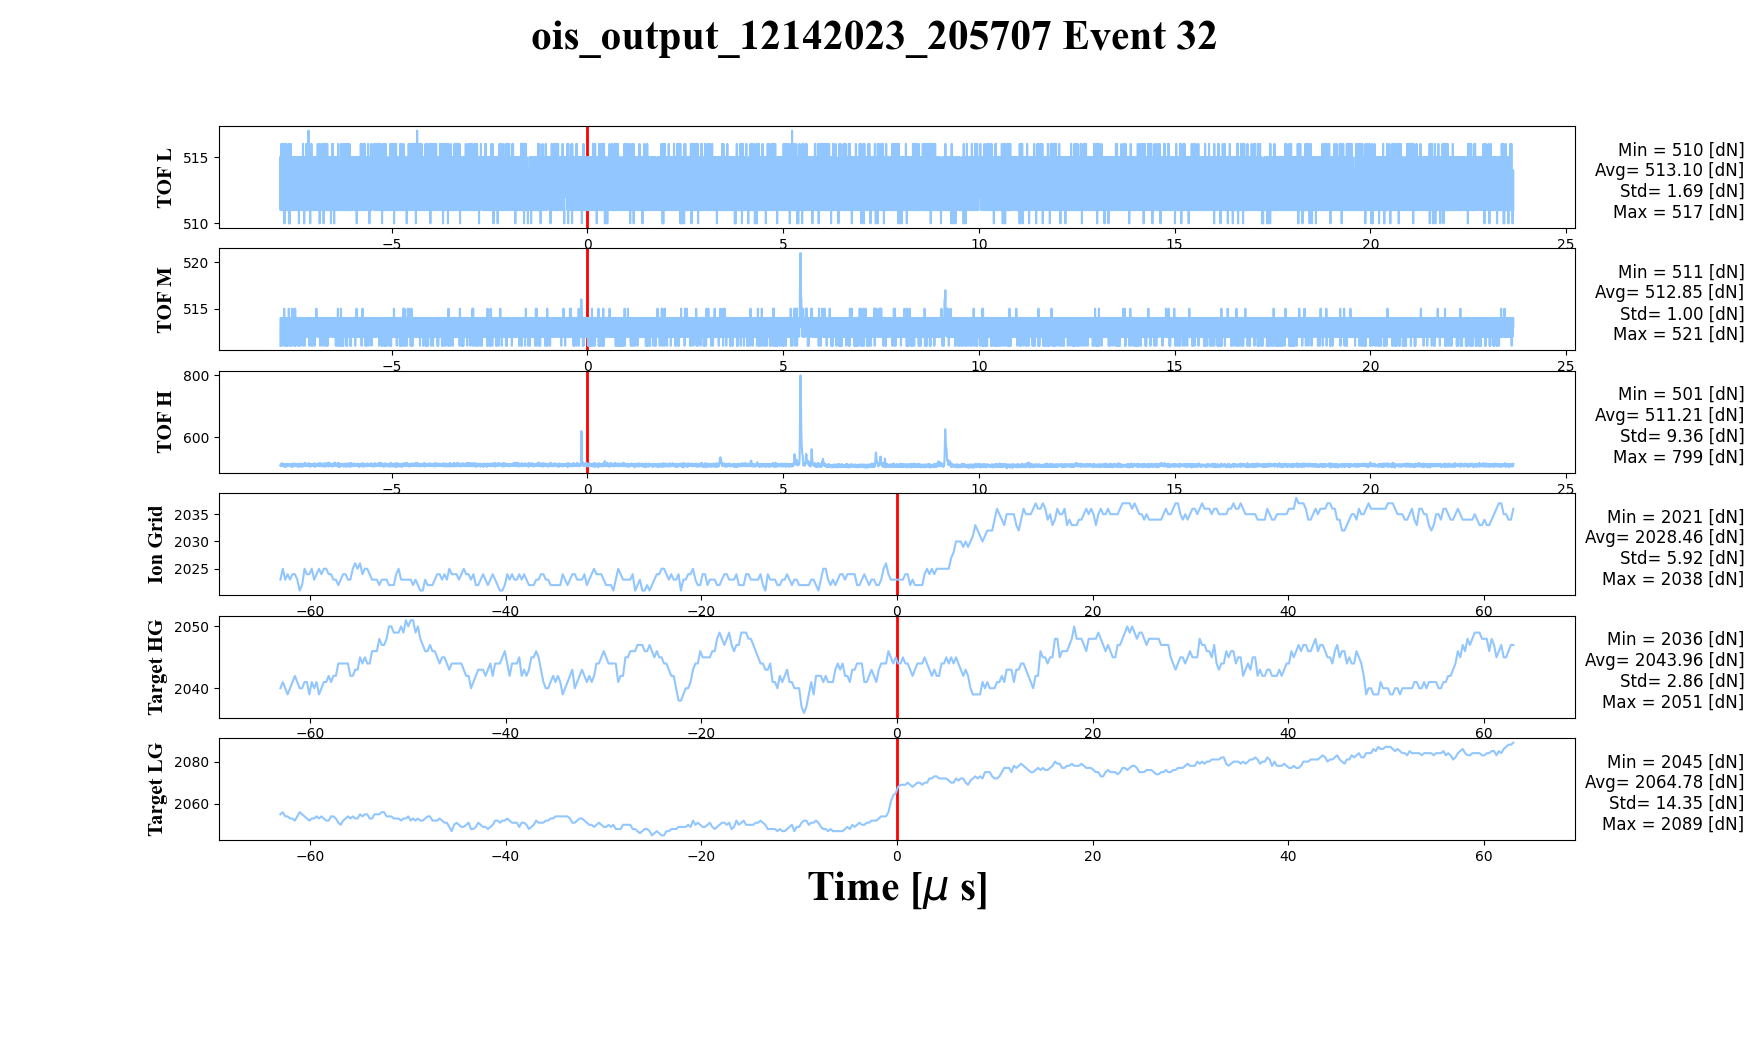 ois_output_12142023_205707 Event 32
TOF L
515
510
−5 0 5 10 15 20 25
Min = 510 [dN]
Avg= 513.10 [dN]
Std= 1.69 [dN]
Max = 517 [dN]
TOF M
520
515
−5 0 5 10 15 20 25
Min = 511 [dN]
Avg= 512.85 [dN]
Std= 1.00 [dN]
Max = 521 [dN]
TOF H
800
600
−5 0 5 10 15 20 25
Min = 501 [dN]
Avg= 511.21 [dN]
Std= 9.36 [dN]
Max = 799 [dN]
Ion Grid
2035
2030
2025
−60 −40 −20 0 20 40 60
Min = 2021 [dN]
Avg= 2028.46 [dN]
Std= 5.92 [dN]
Max = 2038 [dN]
Target HG
2050
2040
−60 −40 −20 0 20 40 60
Min = 2036 [dN]
Avg= 2043.96 [dN]
Std= 2.86 [dN]
Max = 2051 [dN]
Target LG
2080
2060
−60 −40 −20 0 20 40 60
Min = 2045 [dN]
Avg= 2064.78 [dN]
Std= 14.35 [dN]
Max = 2089 [dN]
Time [μ s]